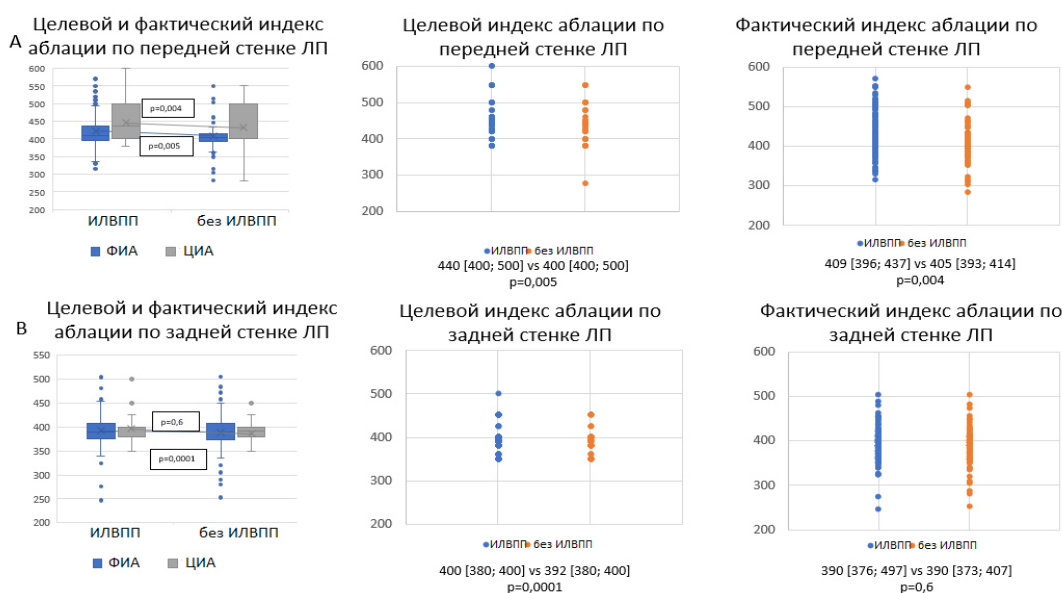 A
Целевой и фактический индекс
аблации по передней стенке ЛП
600
550
500
450
400
350
300
250
200
p=0,004
p=0,005
ИЛВПП
без ИЛВПП
ФИА
ЦИА
Целевой индекс аблации по
передней стенке ЛП
600
500
400
300
200
ИЛВПП
без ИЛВПП
440 [400; 500] vs 400 [400; 500]
p=0,005
Фактический индекс аблации
по передней стенке ЛП
600
500
400
300
200
ИЛВПП
без ИЛВПП
409 [396; 437] vs 405 [393; 414]
p=0,004
B
Целевой и фактический индекс
аблации по задней стенке ЛП
550
500
450
400
350
300
250
200
p=0,6
p=0,0001
ИЛВПП
без ИЛВПП
ФИА
ЦИА
Целевой индекс аблации по
задней стенке ЛП
600
500
400
300
200
ИЛВПП
без ИЛВПП
400 [380; 400] vs 392 [380; 400]
p=0,0001
Фактический индекс аблации по
задней стенке ЛП
600
500
400
300
200
ИЛВПП
без ИЛВПП
390 [376; 497] vs 390 [373; 407]
p=0,6